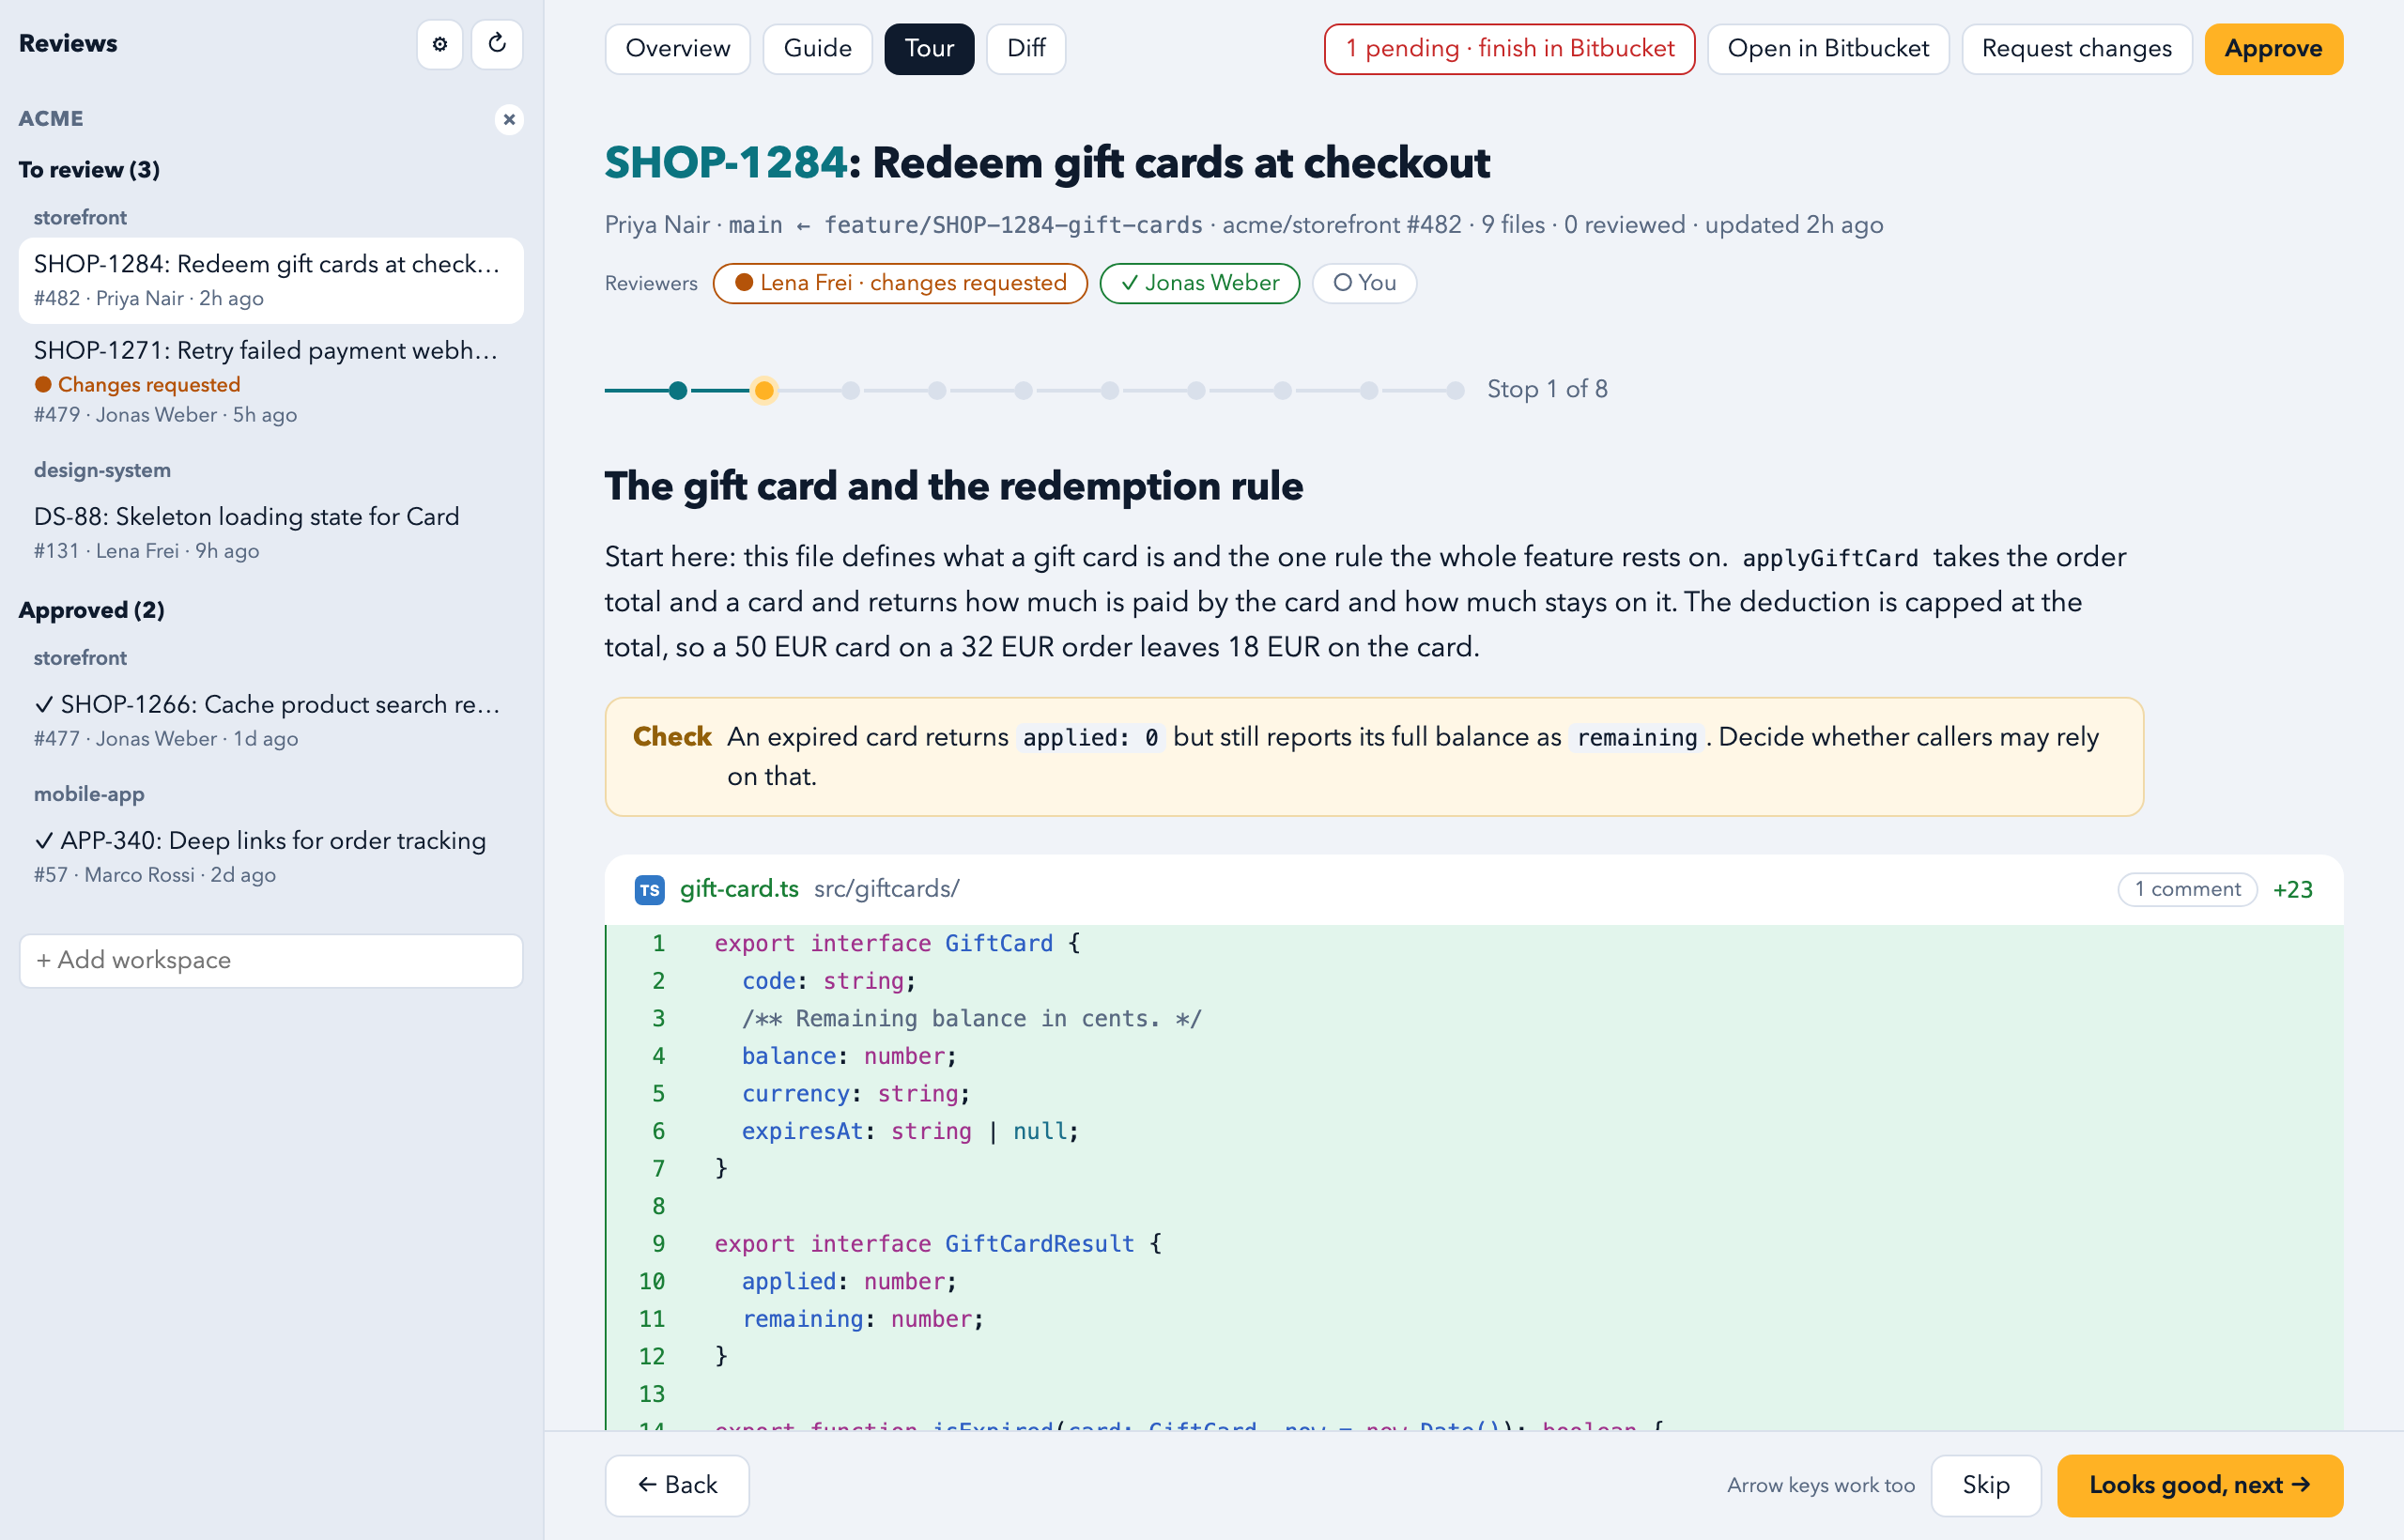 Reviews
⚙ ↻
ACME ×
To review (3)
storefront
SHOP-1284: Redeem gift cards at check…
#482 · Priya Nair · 2h ago
SHOP-1271: Retry failed payment webh…
● Changes requested
#479 · Jonas Weber · 5h ago
design-system
DS-88: Skeleton loading state for Card
#131 · Lena Frei · 9h ago
Approved (2)
storefront
✓ SHOP-1266: Cache product search re…
#477 · Jonas Weber · 1d ago
mobile-app
✓ APP-340: Deep links for order tracking
#57 · Marco Rossi · 2d ago
+ Add workspace
Overview Guide Tour Diff 1 pending · finish in Bitbucket Open in Bitbucket Request changes Approve
SHOP-1284: Redeem gift cards at checkout
Priya Nair · main ← feature/SHOP-1284-gift-cards · acme/storefront #482 · 9 files · 0 reviewed · updated 2h ago
Reviewers ● Lena Frei · changes requested ✓ Jonas Weber ○ You
Stop 1 of 8
The gift card and the redemption rule
Start here: this file defines what a gift card is and the one rule the whole feature rests on. applyGiftCard takes the order
total and a card and returns how much is paid by the card and how much stays on it. The deduction is capped at the
total, so a 50 EUR card on a 32 EUR order leaves 18 EUR on the card.
Check An expired card returns applied: 0 but still reports its full balance as remaining. Decide whether callers may rely
on that.
TS gift-card.ts src/giftcards/ 1 comment +23
1 export interface GiftCard {
2 code: string;
3 /** Remaining balance in cents. */
4 balance: number;
5 currency: string;
6 expiresAt: string | null;
7 }
8
9 export interface GiftCardResult {
10 applied: number;
11 remaining: number;
12 }
13
14 export function isExpired(card: GiftCard, now = new Date()): boolean {
← Back Arrow keys work too Skip Looks good, next →